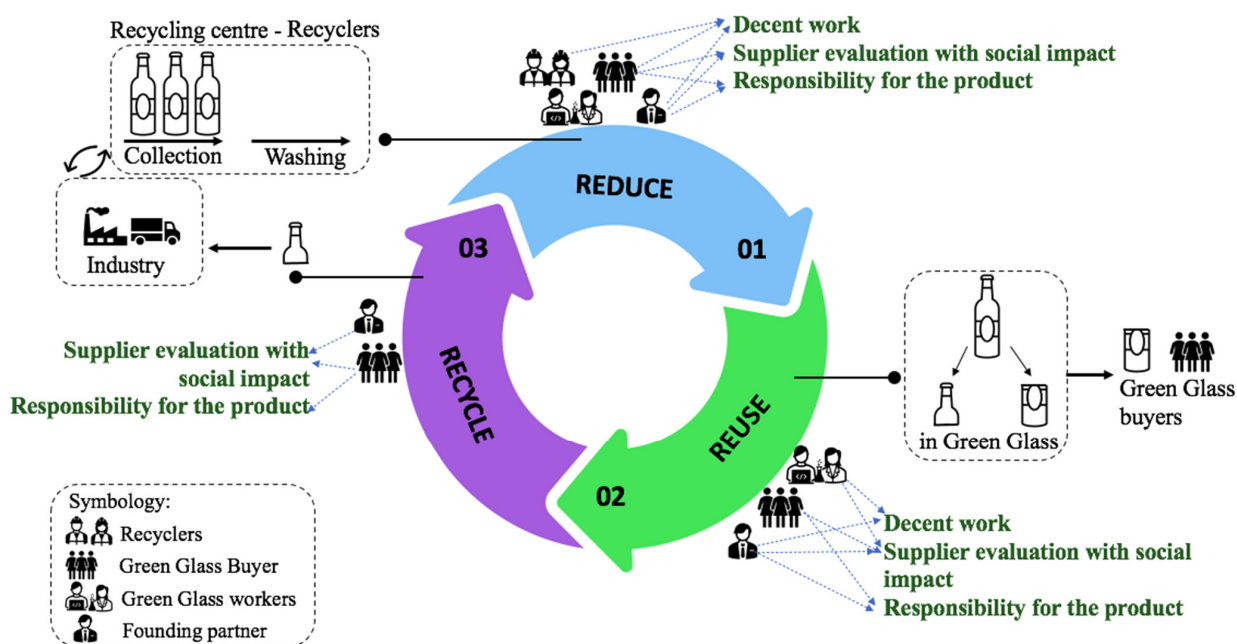 Recycling centre - Recyclers
Collection
Washing
Industry
Decent work
Supplier evaluation with social impact
Responsibility for the product
REDUCE
01
03
RECYCLE
REUSE
02
Supplier evaluation with
social impact
Responsibility for the product
in Green Glass
Green Glass
buyers
Decent work
Supplier evaluation with social
impact
Responsibility for the product
Symbology:
Recyclers
Green Glass Buyer
Green Glass workers
Founding partner